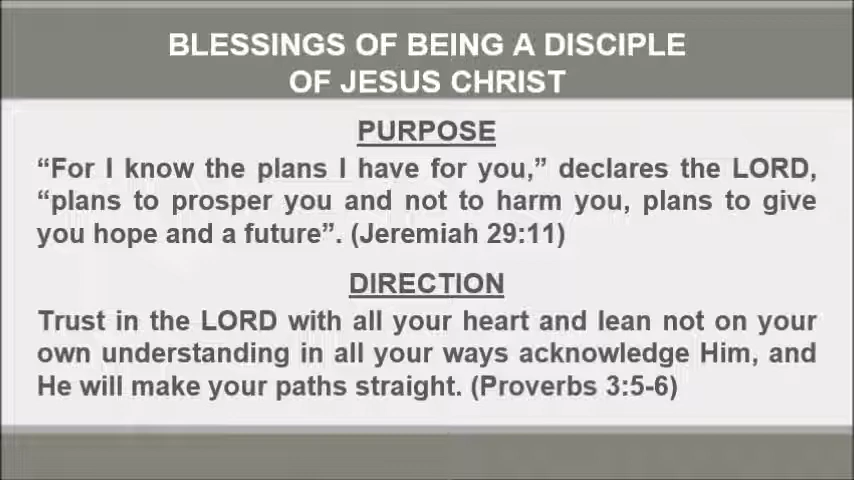 BLESSINGS OF BEING A DISCIPLE
OF JESUS CHRIST
PURPOSE
“For I know the plans I have for you,” declares the LORD,
“plans to prosper you and not to harm you, plans to give
you hope and a future”. (Jeremiah 29:11)
DIRECTION
Trust in the LORD with all your heart and lean not on your
own understanding in all your ways acknowledge Him, and
He will make your paths straight. (Proverbs 3:5-6)